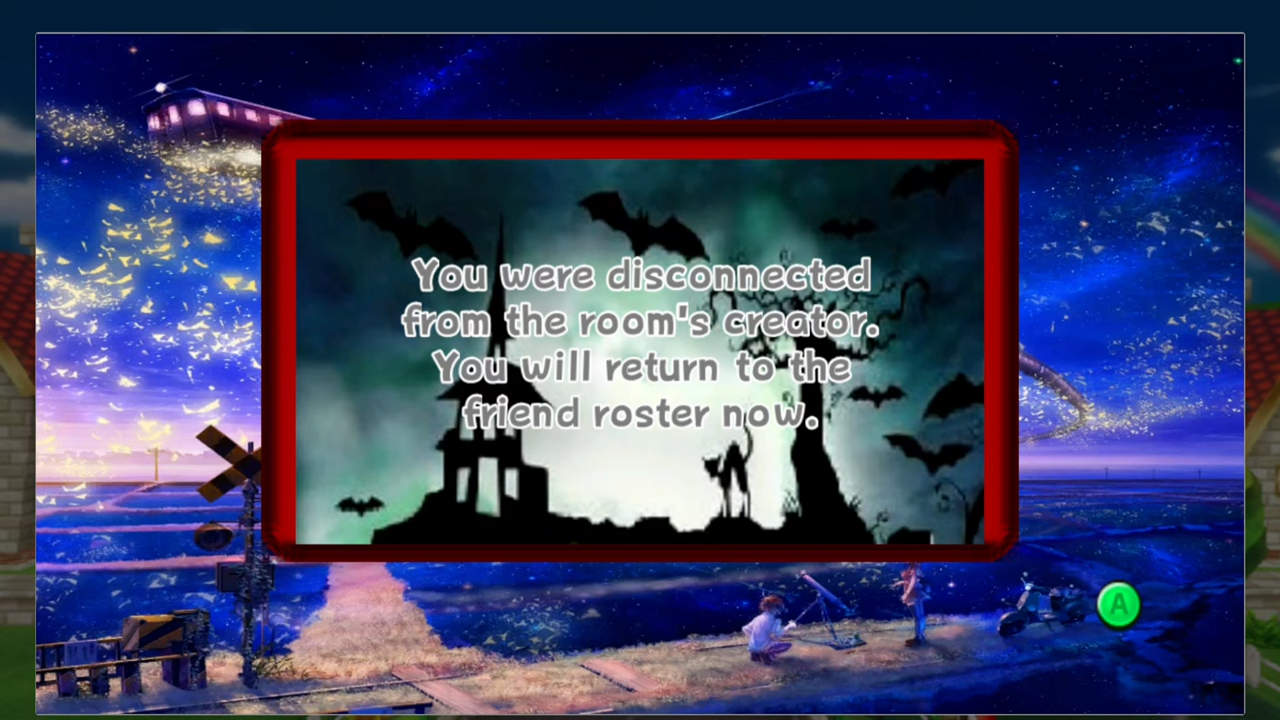 You were disconnected
from the room's creator.
You will return to the
friend roster now.
A